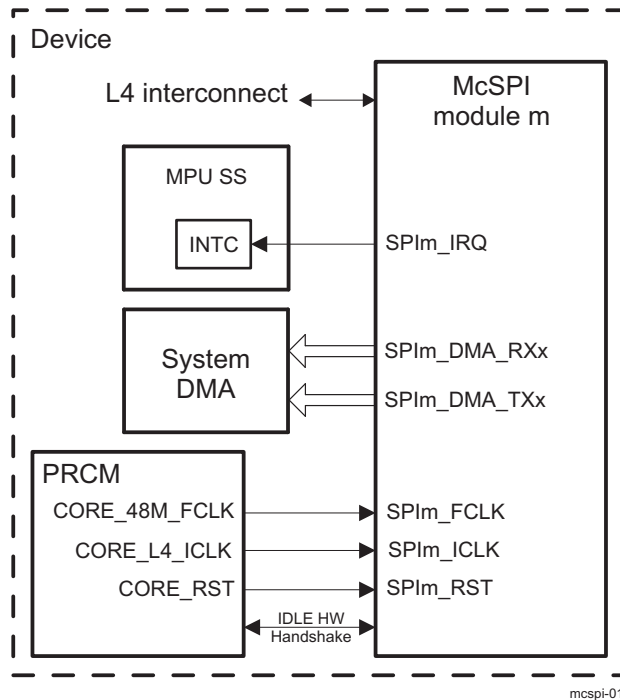 Device
L4 interconnect
McSPI
module m
MPU SS
INTC
SPIm_IRQ
System
DMA
SPIm_DMA_RXx
SPIm_DMA_TXx
PRCM
CORE_48M_FCLK
SPIm_FCLK
CORE_L4_ICLK
SPIm_ICLK
CORE_RST
SPIm_RST
IDLE HW
Handshake